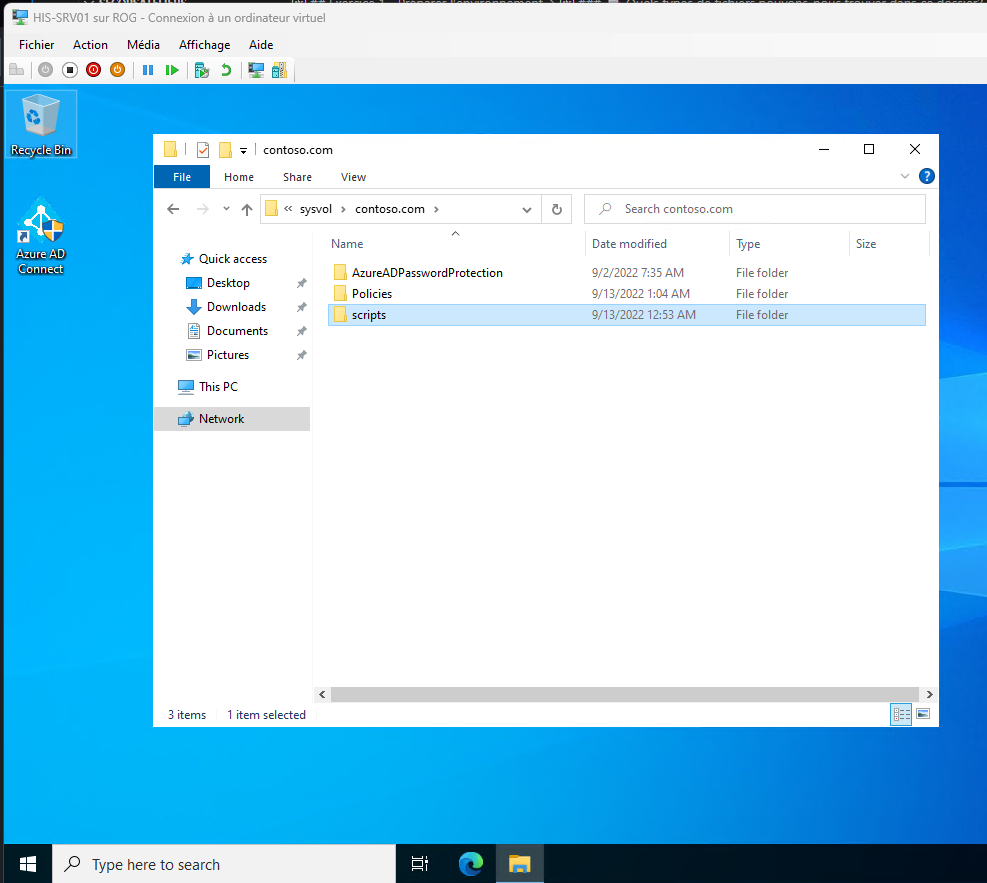 HIS-SRV01 sur ROG - Connexion à un ordinateur virtuel
Fichier Action Média Affichage Aide
Recycle Bin
Azure AD
Connect
contoso.com
File Home Share View
« sysvol > contoso.com >
Search contoso.com
Name Date modified Type Size
Quick access
Desktop
Downloads
Documents
Pictures
This PC
Network
AzureADPasswordProtection 9/2/2022 7:35 AM File folder
Policies 9/13/2022 1:04 AM File folder
scripts 9/13/2022 12:53 AM File folder
3 items 1 item selected
Type here to search